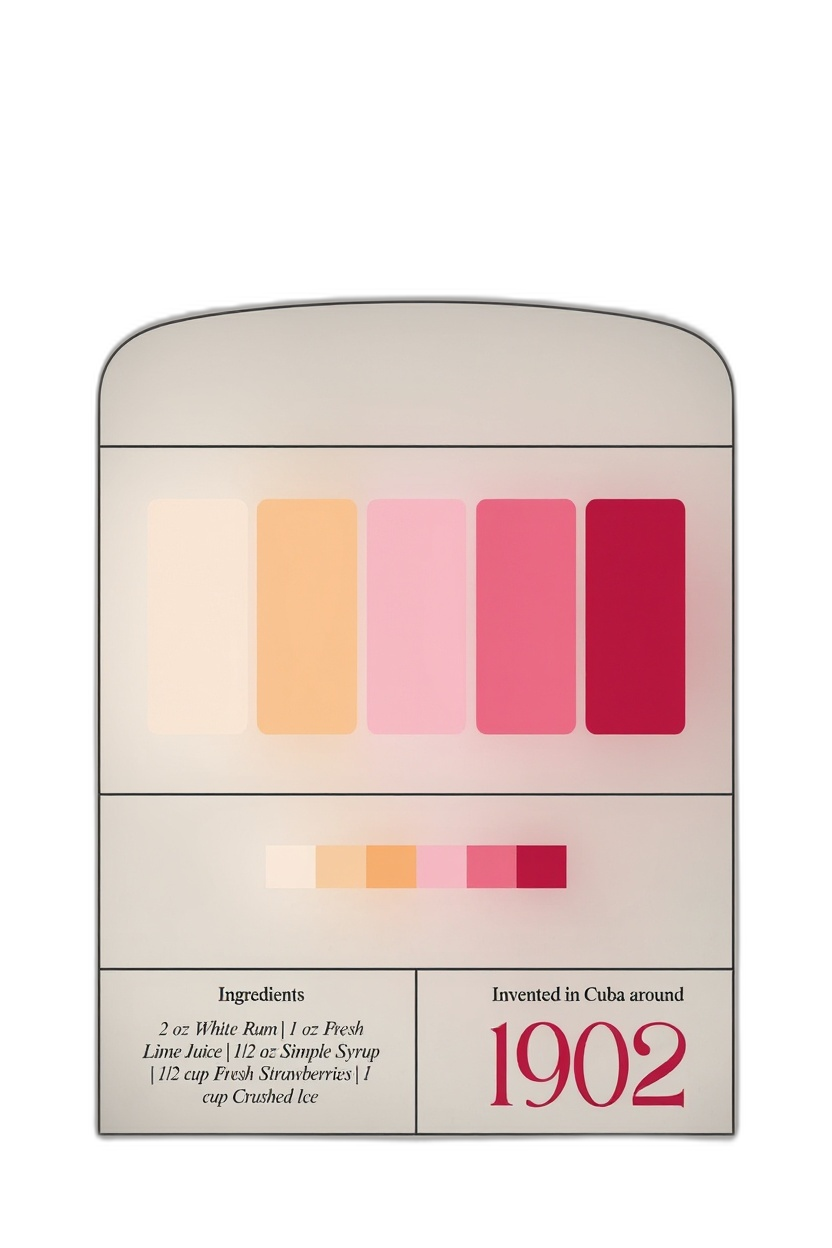 Ingredients
2 oz White Rum | 1 oz Fresh
Lime Juice | 1/2 oz Simple Syrup
| 1/2 cup Fresh Strawberries | 1
cup Crushed Ice
Invented in Cuba around
1902